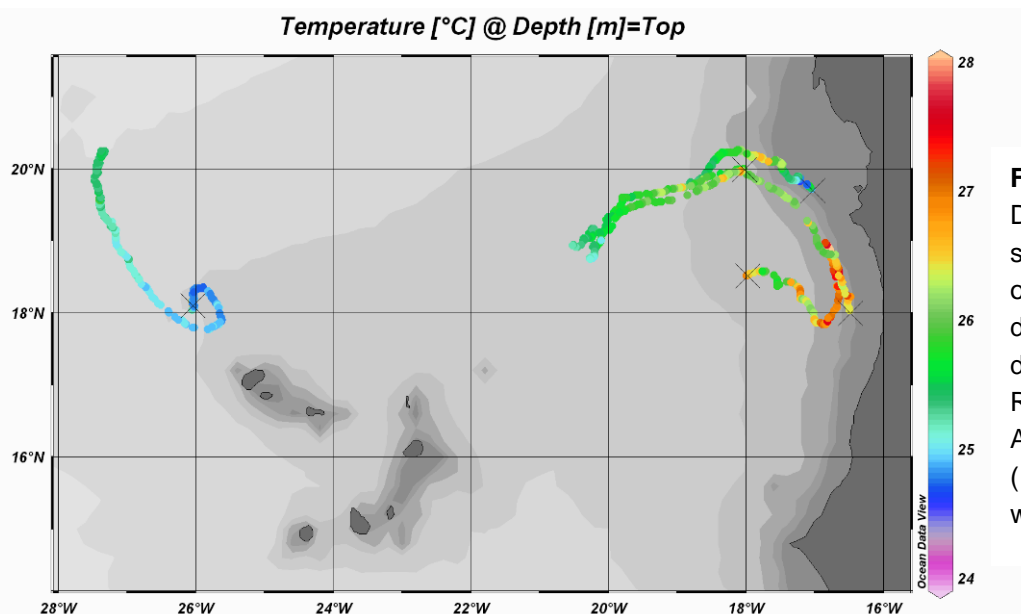 Temperature [°C] @ Depth [m]=Top
28
20°N
27
18°N
26
16°N
25
24
Ocean Data View
28°W 26°W 24°W 22°W 20°W 18°W 16°W
F
D
s
c
d
d
R
A
(
w